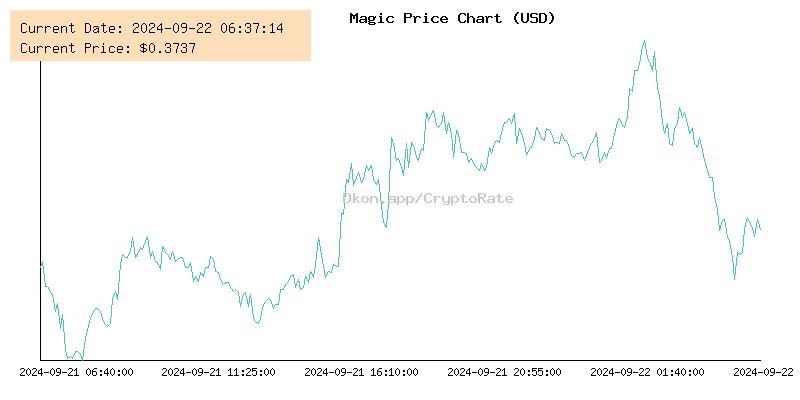 Magic Price Chart (USD)
Current Date: 2024-09-22 06:37:14
Current Price: $0.3737
Dkon.app/CryptoRate
2024-09-21 06:40:00
2024-09-21 11:25:00
2024-09-21 16:10:00
2024-09-21 20:55:00
2024-09-22 01:40:00
2024-09-22